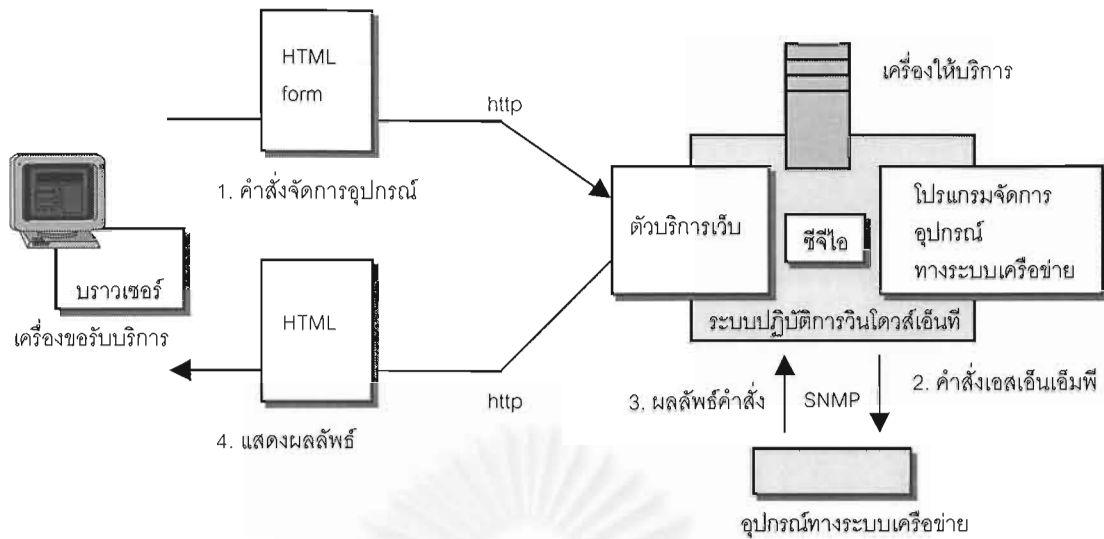 HTML
form
http
เครื่องให้บริการ
1. คำสั่งจัดการอุปกรณ์
ตัวบริการเว็บ
ซีจีไอ
โปรแกรมจัดการ
อุปกรณ์
ทางระบบเครือข่าย
บราวเซอร์
เครื่องขอรับบริการ
HTML
ระบบปฏิบัติการวินโดวส์เอ็นที
http
4. แสดงผลลัพธ์
3. ผลลัพธ์คำสั่ง
SNMP
2. คำสั่งเอสเอ็นเอ็มพี
อุปกรณ์ทางระบบเครือข่าย